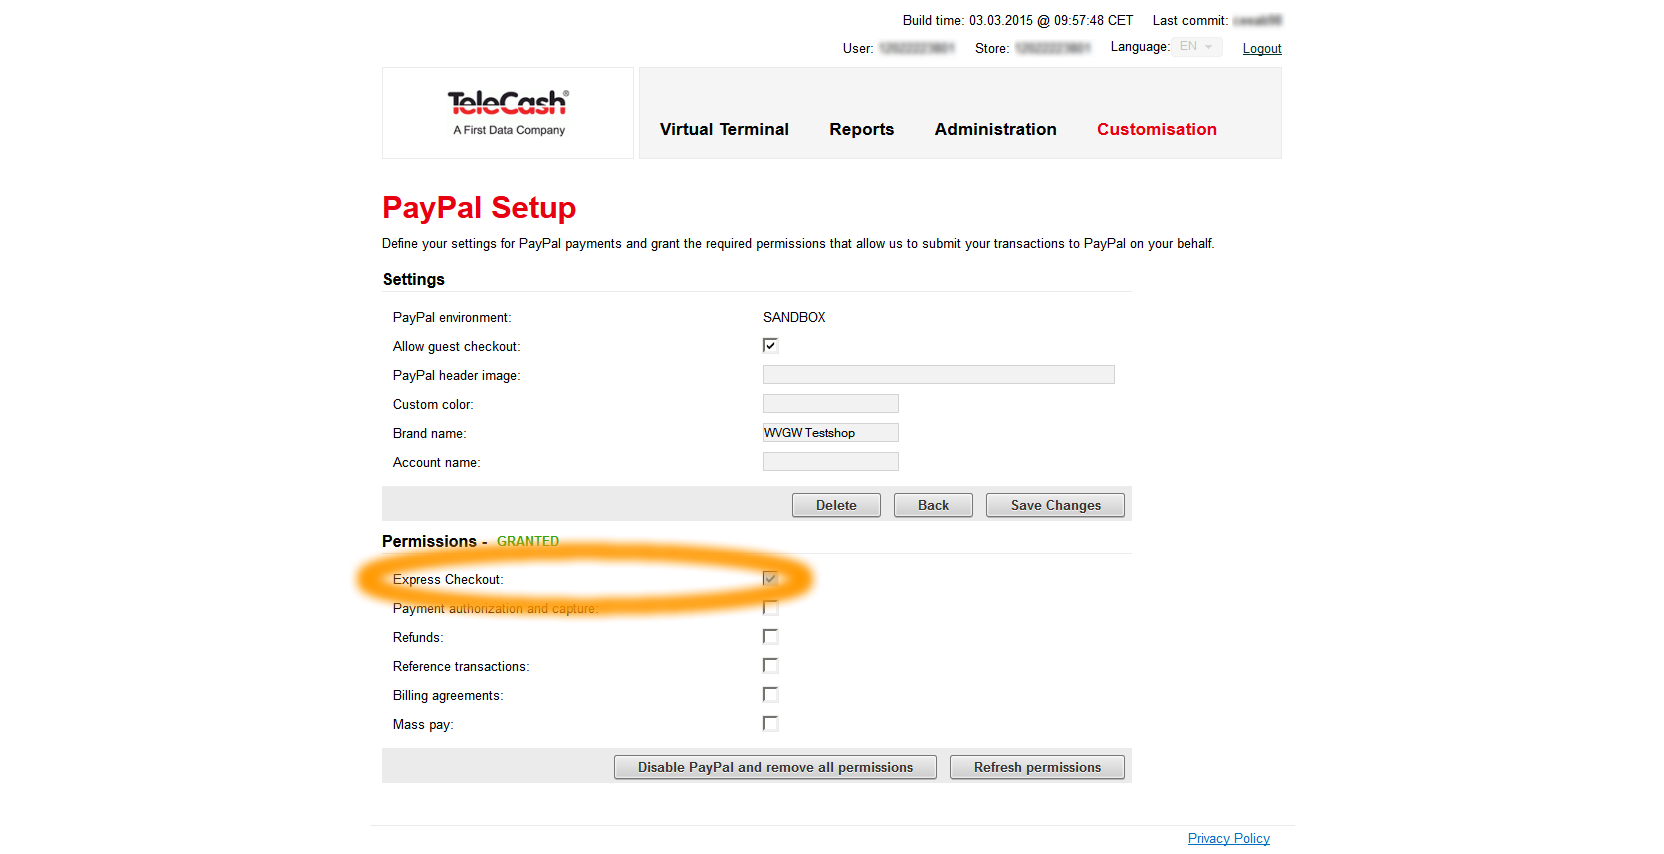 Build time: 03.03.2015 @ 09:57:48 CET Last commit:
User: Store: Language: EN Logout
TeleCash®
A First Data Company
Virtual Terminal Reports Administration Customisation
PayPal Setup
Define your settings for PayPal payments and grant the required permissions that allow us to submit your transactions to PayPal on your behalf.
Settings
PayPal environment: SANDBOX
Allow guest checkout:
PayPal header image:
Custom color:
Brand name: WVGW Testshop
Account name:
Delete Back Save Changes
Permissions - GRANTED
Express Checkout:
Payment authorization and capture:
Refunds:
Reference transactions:
Billing agreements:
Mass pay:
Disable PayPal and remove all permissions Refresh permissions
Privacy Policy